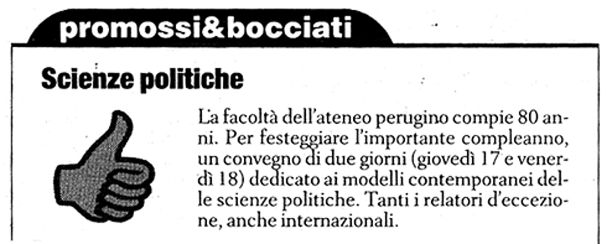 promossi&bocciati
Scienze politiche
La facoltà dell'ateneo perugino compie 80 an-
ni. Per festeggiare l'importante compleanno,
un convegno di due giorni (giovedì 17 e vener-
dì 18) dedicato ai modelli contemporanei del-
le scienze politiche. Tanti i relatori d'eccezio-
ne, anche internazionali.